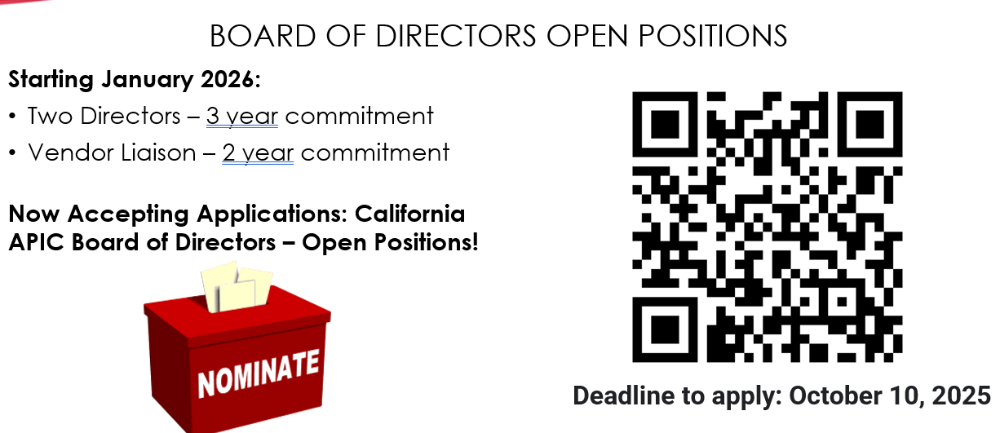 BOARD OF DIRECTORS OPEN POSITIONS
Starting January 2026:
• Two Directors – 3 year commitment
• Vendor Liaison – 2 year commitment
Now Accepting Applications: California
APIC Board of Directors – Open Positions!
NOMINATE
Deadline to apply: October 10, 2025